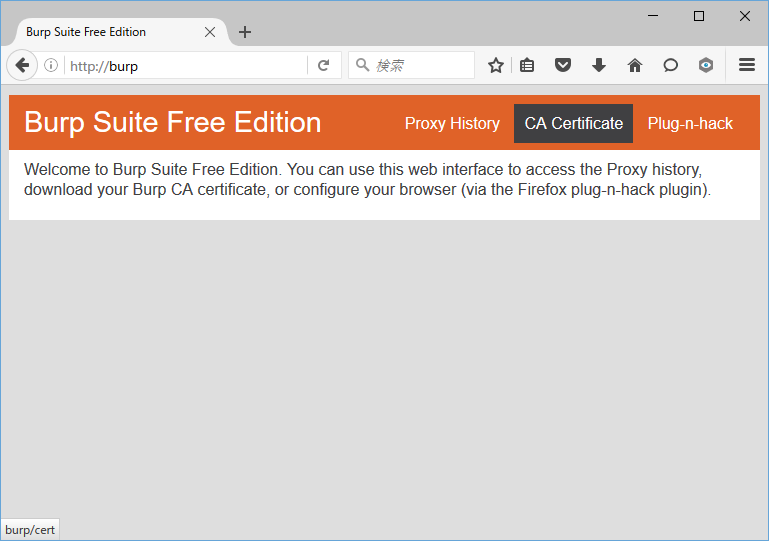 Burp Suite Free Edition
http://burp
検索
Burp Suite Free Edition
Proxy History
CA Certificate
Plug-n-hack
Welcome to Burp Suite Free Edition. You can use this web interface to access the Proxy history,
download your Burp CA certificate, or configure your browser (via the Firefox plug-n-hack plugin).
burp/cert